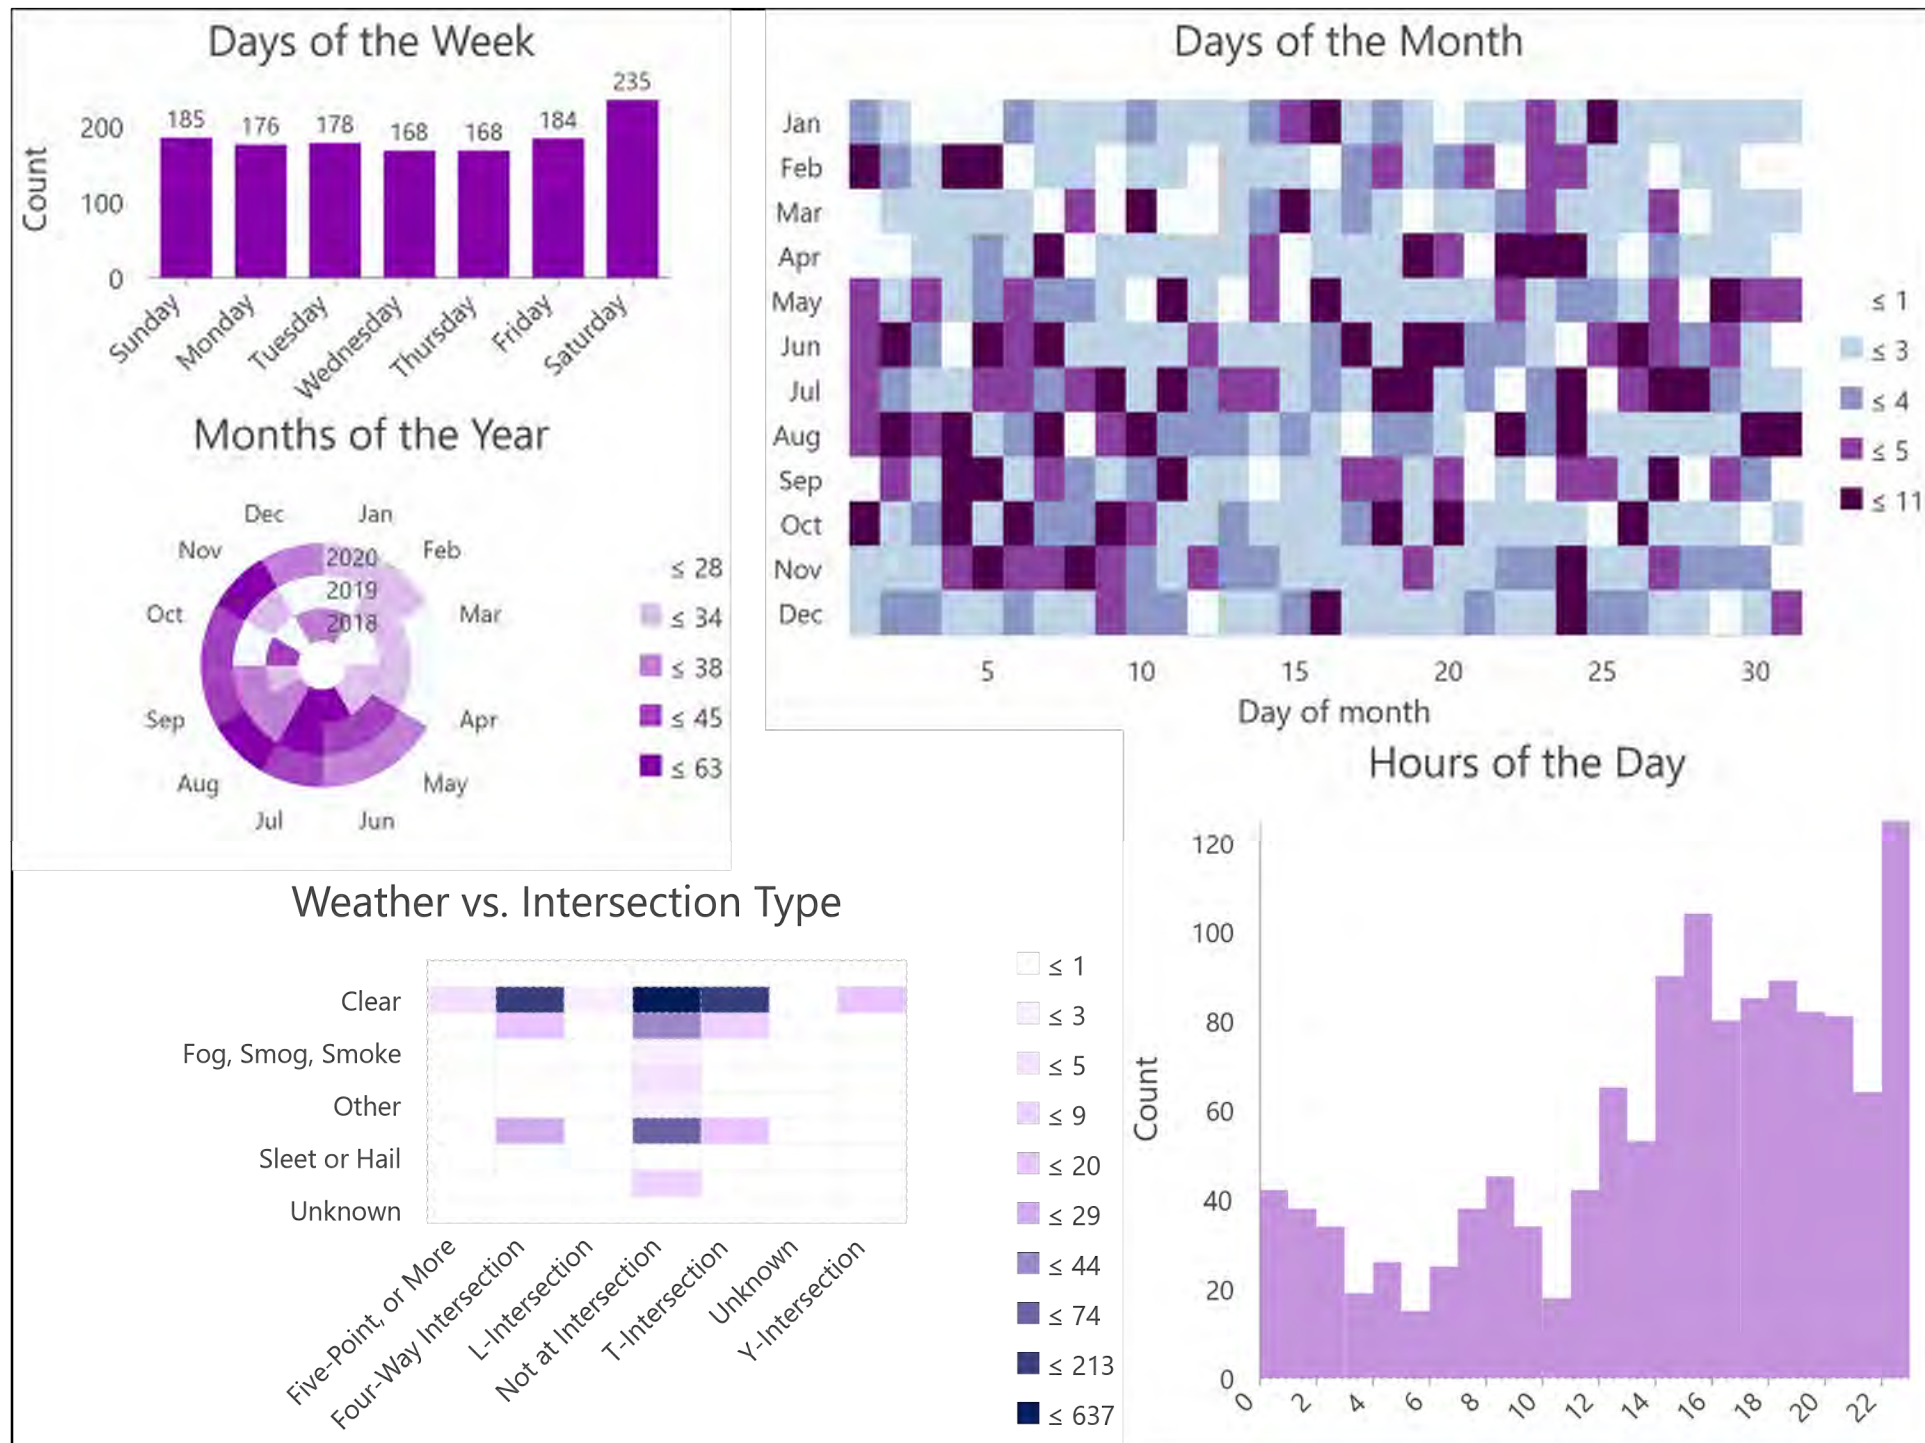 Days of the Week
Count
200
100
0
185
176
178
168
168
184
235
Sunday
Monday
Tuesday
Wednesday
Thursday
Friday
Saturday
Months of the Year
Dec
Jan
Nov
Feb
Oct
Mar
Sep
Apr
Aug
May
Jul
Jun
2020
2019
2018
≤ 28
≤ 34
≤ 38
≤ 45
≤ 63
Days of the Month
Jan
Feb
Mar
Apr
May
Jun
Jul
Aug
Sep
Oct
Nov
Dec
5
10
15
20
25
30
Day of month
≤ 1
≤ 3
≤ 4
≤ 5
≤ 11
Weather vs. Intersection Type
Clear
Fog, Smog, Smoke
Other
Sleet or Hail
Unknown
Five-Point, or More
Four-Way Intersection
L-Intersection
Not at Intersection
T-Intersection
Unknown
Y-Intersection
≤ 1
≤ 3
≤ 5
≤ 9
≤ 20
≤ 29
≤ 44
≤ 74
≤ 213
≤ 637
Hours of the Day
Count
120
100
80
60
40
20
0
0
2
4
6
8
10
12
14
16
18
20
22